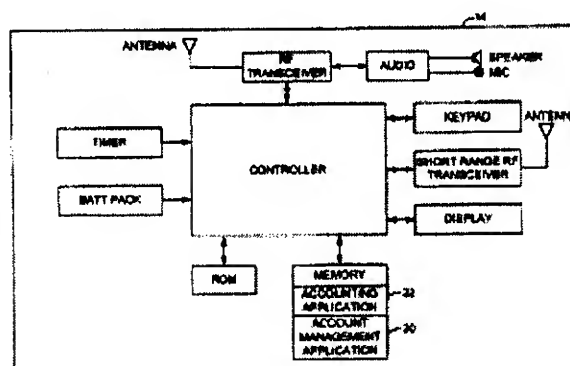 14
ANTENNA
RF
TRANSCEIVER
AUDIO
SPEAKER
MIC
ANTENN
TIMER
BATT PACK
CONTROLLER
KEYPAD
SHORT RANGE RF
TRANSCEIVER
DISPLAY
ROM
MEMORY
ACCOUNTING
APPLICATION
32
ACCOUNT
MANAGEMENT
APPLICATION
30